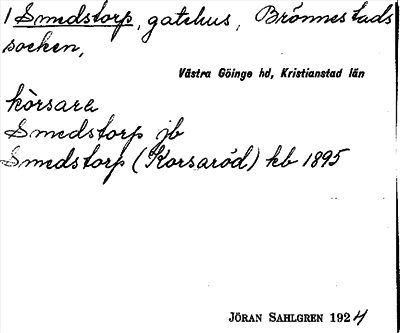 1 Smedstorp, gatehus, Brönnestads
socken,
Västra Göinge hd, Kristianstad län
kòrsara
Smedstorp jb
Smedstorp (Korsaröd) kb 1895
JÖRAN SAHLGREN 1924